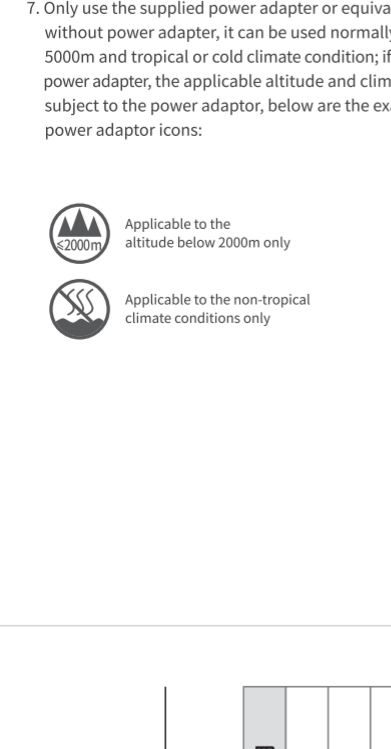 7. Only use the supplied power adapter or
without power adapter, it can be used normally
5000m and tropical or cold climate condition; if
power adapter, the applicable altitude and
subject to the power adaptor, below are the
power adaptor icons:
≤2000m
Applicable to the
altitude below 2000m only
Applicable to the non-tropical
climate conditions only